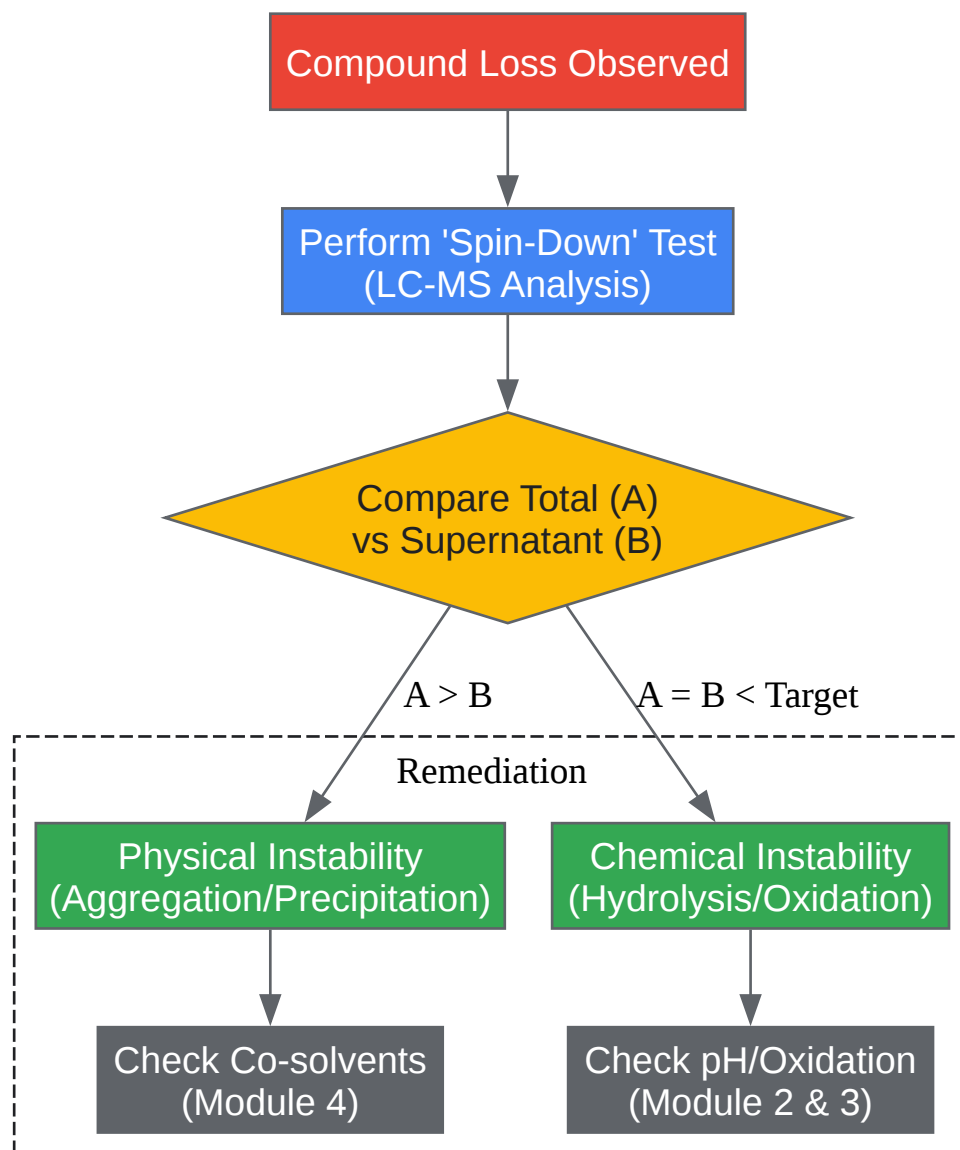 Compound Loss Observed
Perform 'Spin-Down' Test
(LC-MS Analysis)
Compare Total (A)
vs Supernatant (B)
A > B
A = B < Target
Remediation
Physical Instability
(Aggregation/Precipitation)
Chemical Instability
(Hydrolysis/Oxidation)
Check Co-solvents
(Module 4)
Check pH/Oxidation
(Module 2 & 3)